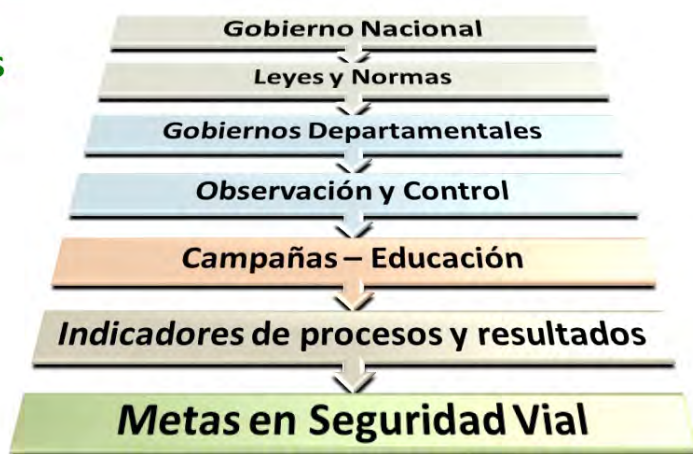 Gobierno Nacional
Leyes y Normas
Gobiernos Departamentales
Observación y Control
Campañas – Educación
Indicadores de procesos y resultados
Metas en Seguridad Vial